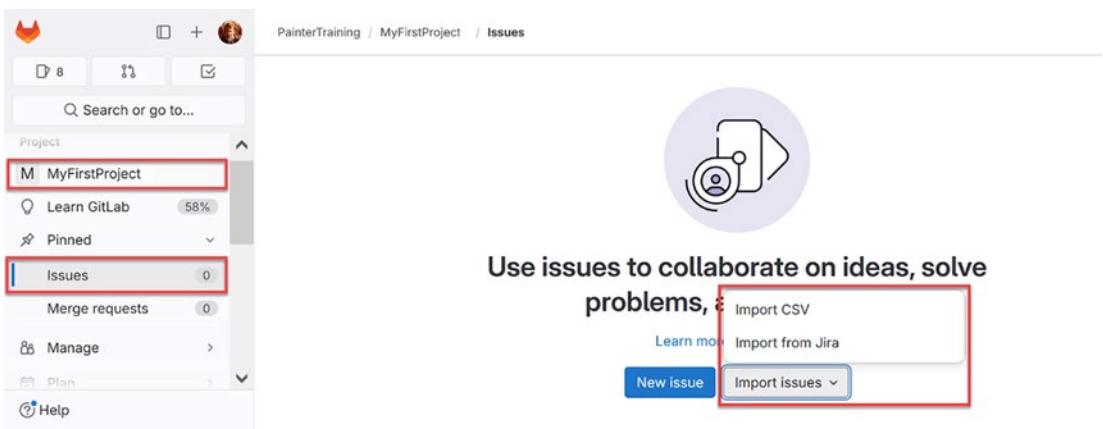 PainterTraining / MyFirstProject / Issues
8
Search or go to...
Project
M MyFirstProject
Learn GitLab 58%
Pinned
Issues 0
Merge requests 0
Manage
Plan
Help
Use issues to collaborate on ideas, solve
problems,
Import CSV
Learn
Import from Jira
New issue
Import issues